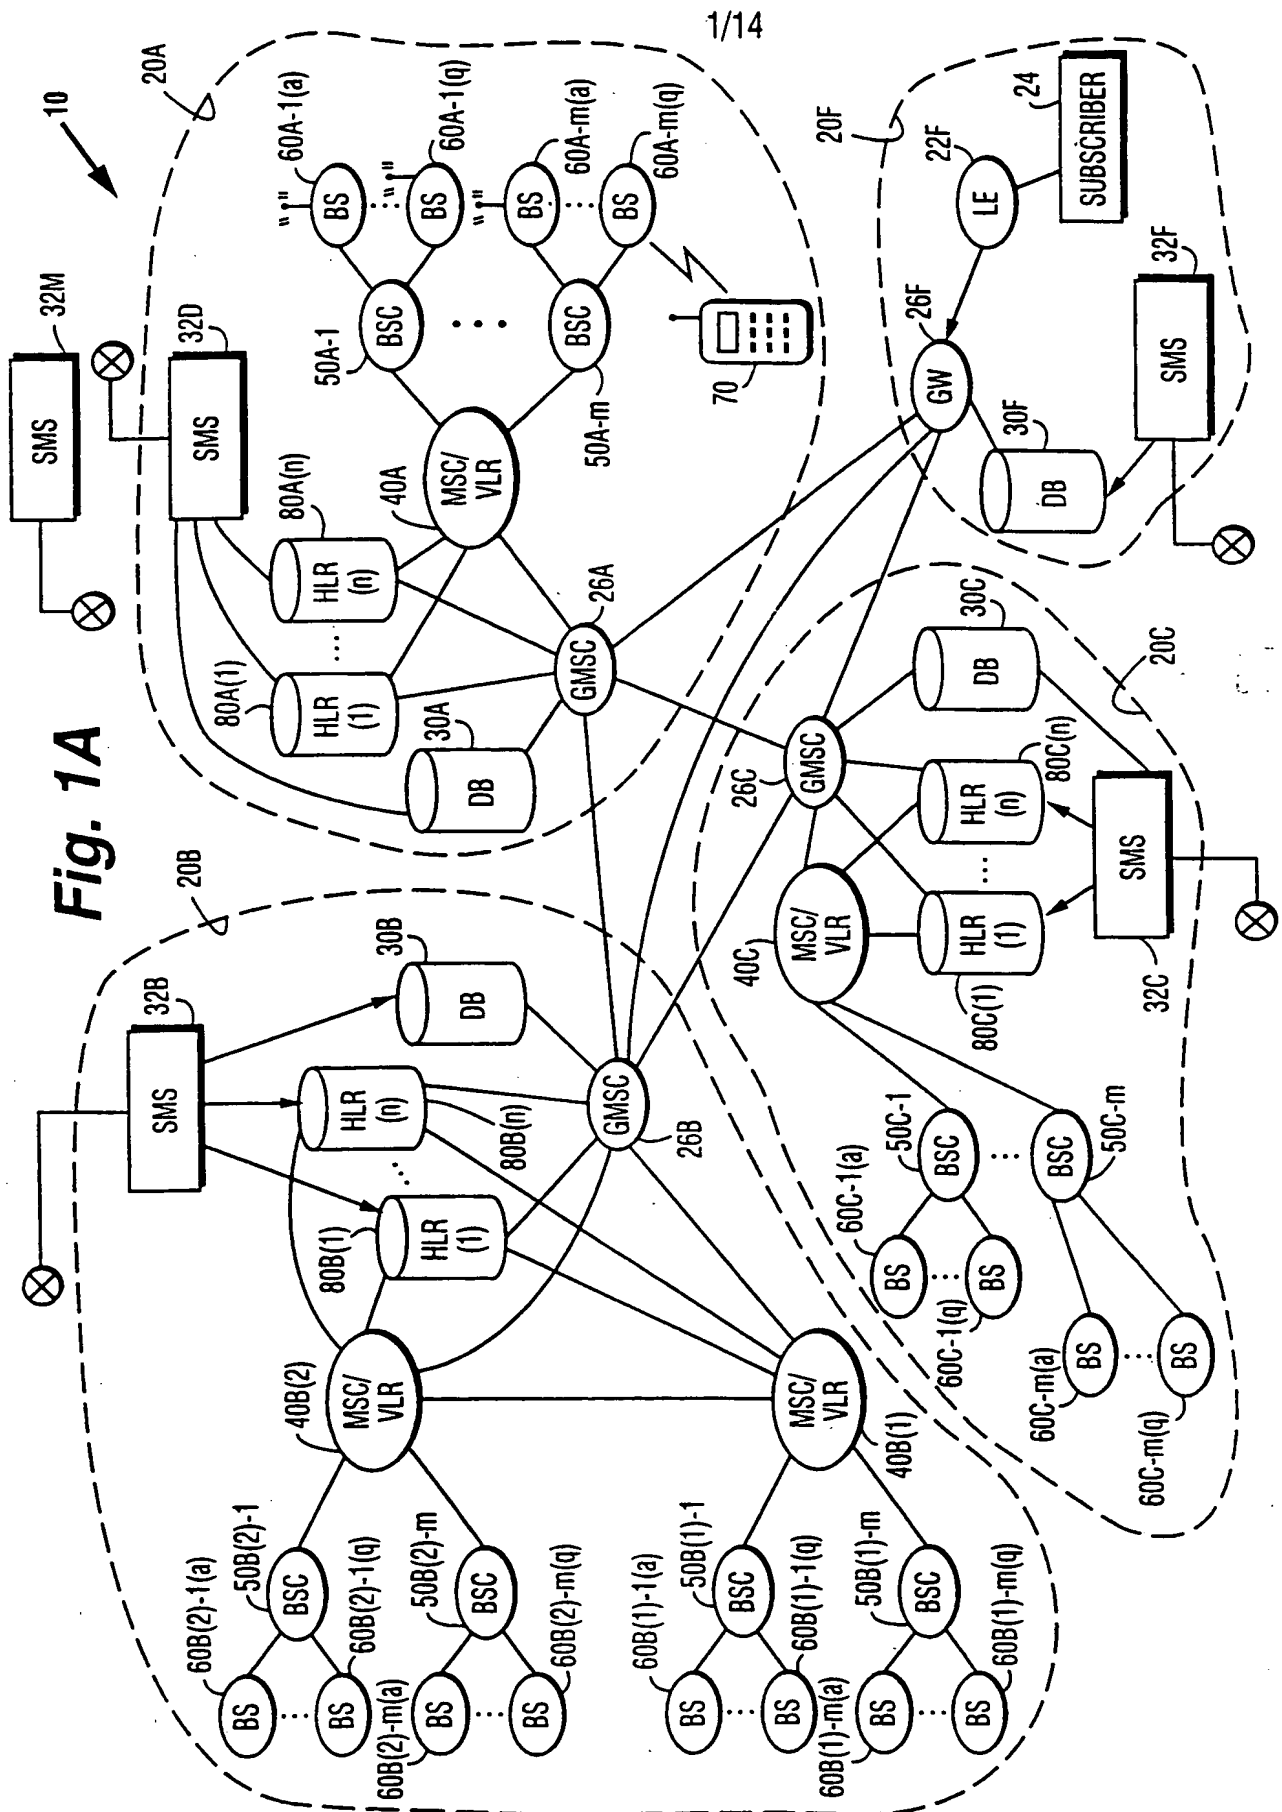 1/14
Fig. 1A
10
20A
SMS
32M
SMS
32D
80A(n)
HLR
(n)
80A(1)
HLR
(1)
30A
DB
40A
MSC/
VLR
26A
GMSC
50A-1
BSC
50A-m
BSC
60A-1(a)
BS
60A-1(q)
BS
60A-m(a)
BS
60A-m(q)
BS
70
20B
SMS
32B
30B
DB
HLR
(n)
80B(n)
80B(1)
HLR
(1)
GMSC
26B
40B(2)
MSC/
VLR
MSC/
VLR
40B(1)
50B(2)-1
BSC
50B(2)-m
BSC
60B(2)-1(a)
BS
60B(2)-1(q)
BS
60B(2)-m(a)
BS
60B(2)-m(q)
BS
50B(1)-1
BSC
50B(1)-m
BSC
60B(1)-1(a)
BS
60B(1)-1(q)
BS
60B(1)-m(a)
BS
60B(1)-m(q)
BS
20C
26C
GMSC
30C
DB
80C(n)
HLR
(n)
80C(1)
HLR
(1)
SMS
32C
40C
MSC/
VLR
50C-1
BSC
50C-m
BSC
60C-1(a)
BS
60C-1(q)
BS
60C-m(a)
BS
60C-m(q)
BS
20F
22F
LE
24
SUBSCRIBER
26F
GW
30F
DB
32F
SMS